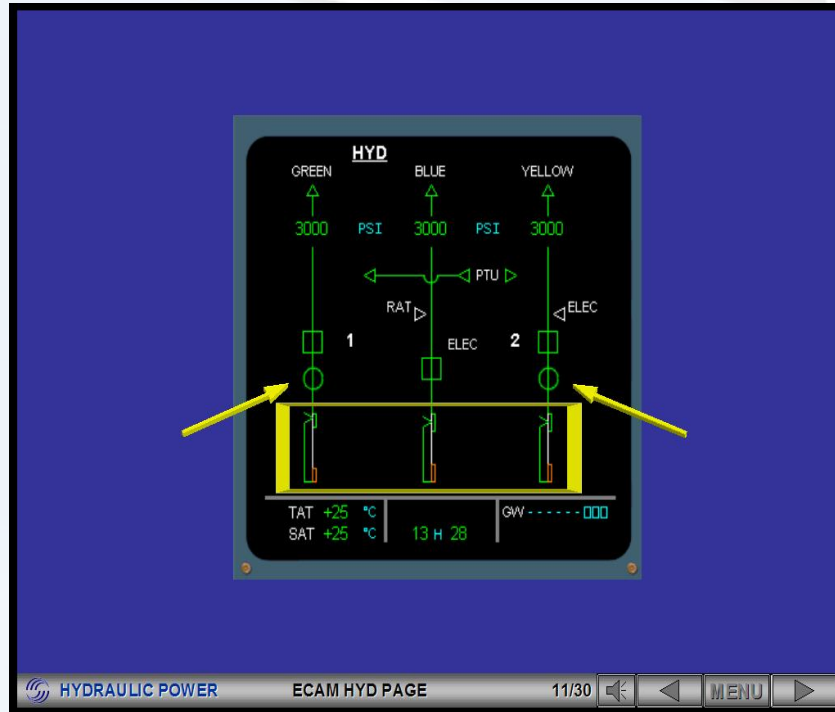 HYD
GREEN BLUE YELLOW
3000 PSI 3000 PSI 3000
PTU
RAT ELEC
1 ELEC 2
TAT +25 °C GW ------
SAT +25 °C 13 H 28
HYDRAULIC POWER ECAM HYD PAGE 11/30 MENU